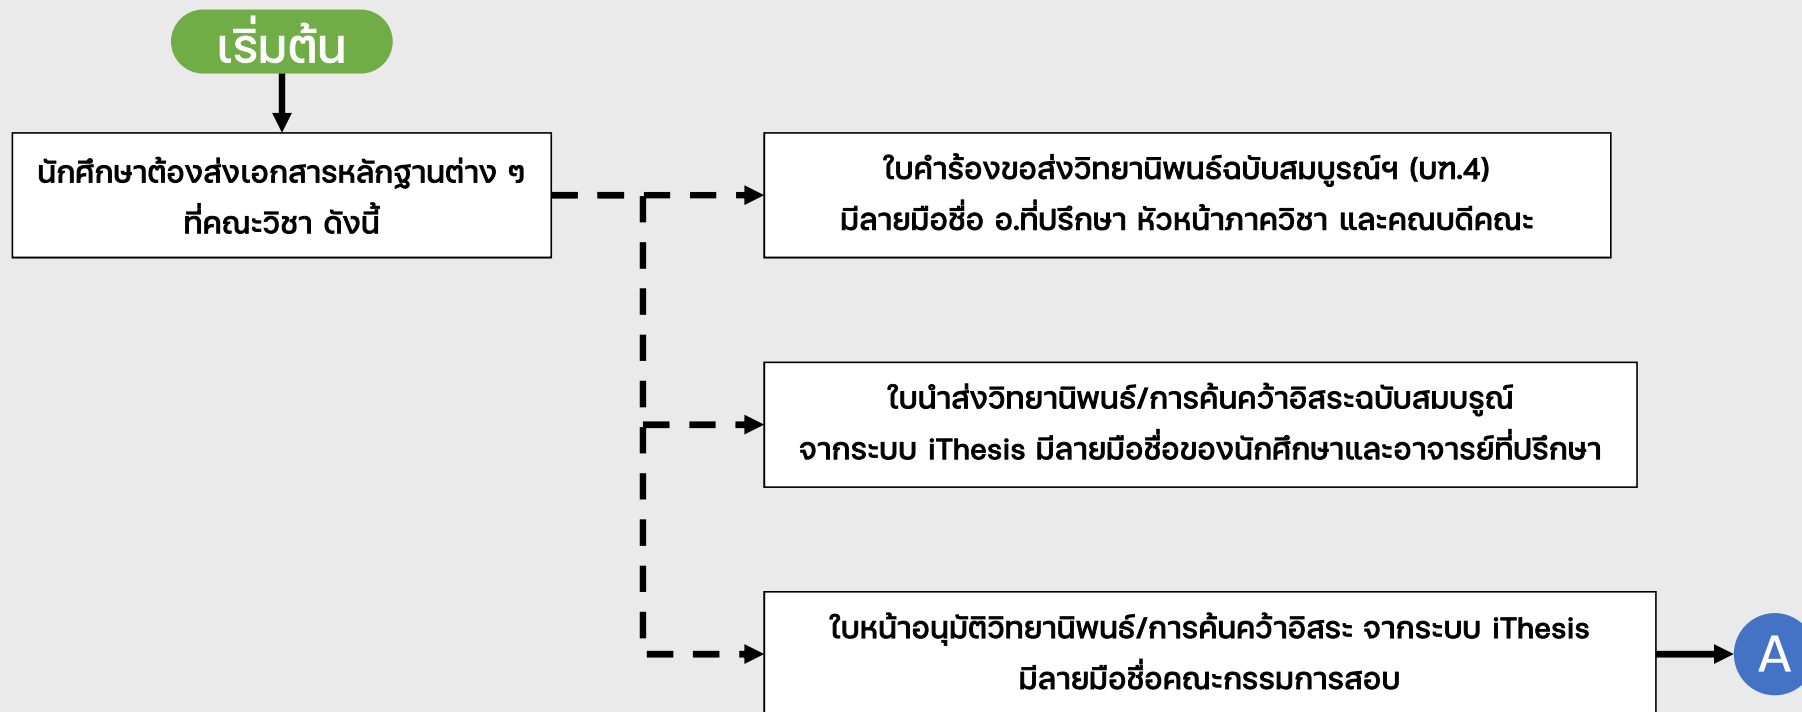 เริ่มต้น
นักศึกษาต้องส่งเอกสารหลักฐานต่าง ๆ
ที่คณะวิชา ดังนี้
ใบคำร้องขอส่งวิทยานิพนธ์ฉบับสมบูรณ์ฯ (บฑ.4)
มีลายมือชื่อ อ.ที่ปรึกษา หัวหน้าภาควิชา และคณบดีคณะ
ใบนำส่งวิทยานิพนธ์/การค้นคว้าอิสระฉบับสมบรูณ์
จากระบบ iThesis มีลายมือชื่อของนักศึกษาและอาจารย์ที่ปรึกษา
ใบหน้าอนุมัติวิทยานิพนธ์/การค้นคว้าอิสระ จากระบบ iThesis
มีลายมือชื่อคณะกรรมการสอบ
A